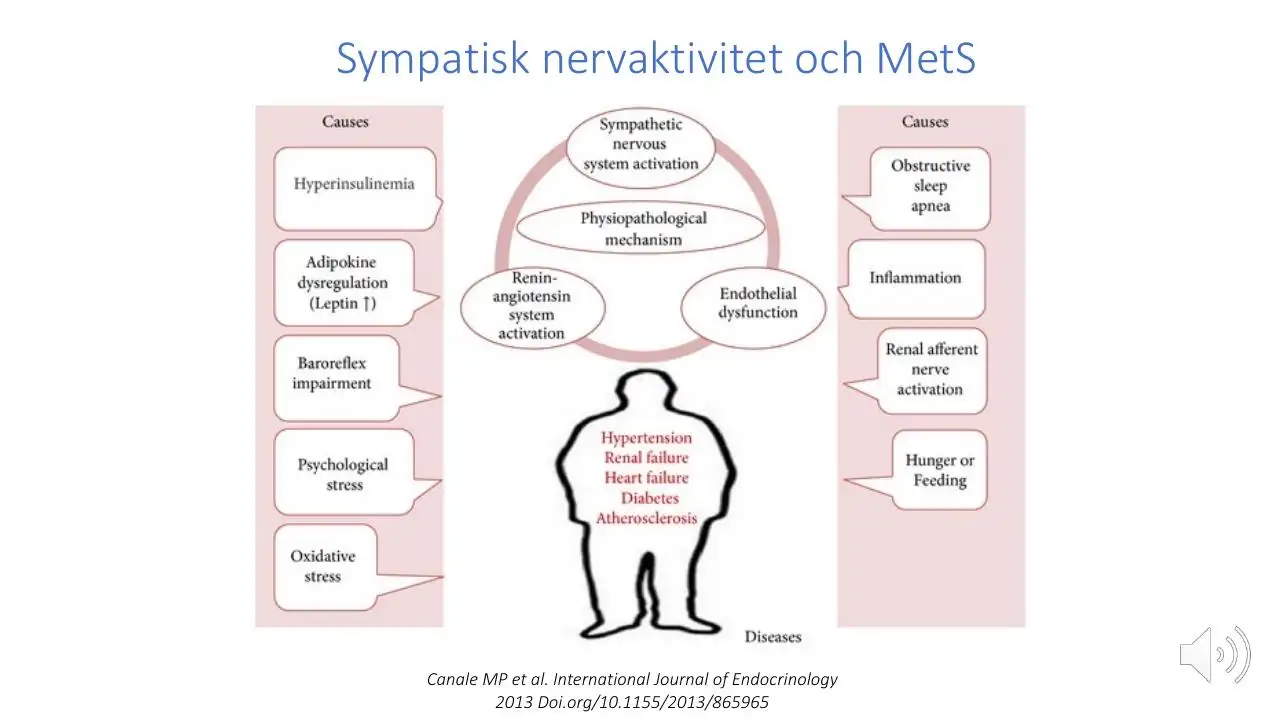 Sympatisk nervaktivitet och MetS
Causes
Hyperinsulinemia
Adipokine
dysregulation
(Leptin ↑)
Baroreflex
impairment
Psychological
stress
Oxidative
stress
Sympathetic
nervous
system activation
Physiopathological
mechanism
Renin-
angiotensin
system
activation
Endothelial
dysfunction
Hypertension
Renal failure
Heart failure
Diabetes
Atherosclerosis
Diseases
Causes
Obstructive
sleep
apnea
Inflammation
Renal afferent
nerve
activation
Hunger or
Feeding
Canale MP et al. International Journal of Endocrinology
2013 Doi.org/10.1155/2013/865965